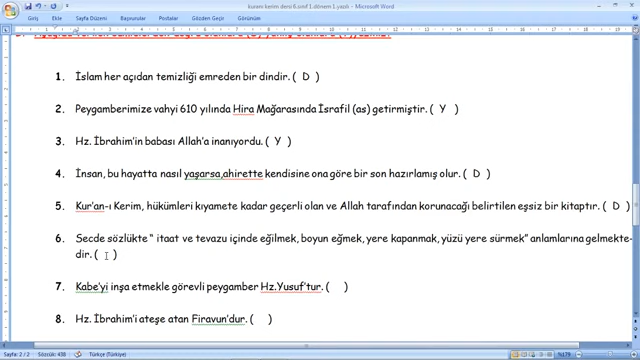 kuranı kerim dersi 6.sınıf 1.dönem 1.yazılı - Microsoft Word
Giriş Ekle Sayfa Düzeni Başvurular Postalar Gözden Geçir Görünüm
1. İslam her açıdan temizliği emreden bir dindir. ( D )
2. Peygamberimize vahyi 610 yılında Hira Mağarasında İsrafil (as) getirmiştir. ( Y )
3. Hz. İbrahim'in babası Allah'a inanıyordu. ( Y )
4. İnsan, bu hayatta nasıl yaşarsa,ahirette kendisine ona göre bir son hazırlamış olur. ( D )
5. Kur'an-ı Kerim, hükümleri kıyamete kadar geçerli olan ve Allah tarafından korunacağı belirtilen eşsiz bir kitaptır. ( D )
6. Secde sözlükte " itaat ve tevazu içinde eğilmek, boyun eğmek, yere kapanmak, yüzü yere sürmek" anlamlarına gelmekte-
dir. ( )
7. Kabe'yi inşa etmekle görevli peygamber Hz.Yusuf'tur. ( )
8. Hz. İbrahim'i ateşe atan Firavun'dur. ( )
Sayfa: 2 / 2 Sözcük: 438 Türkçe (Türkiye) %179